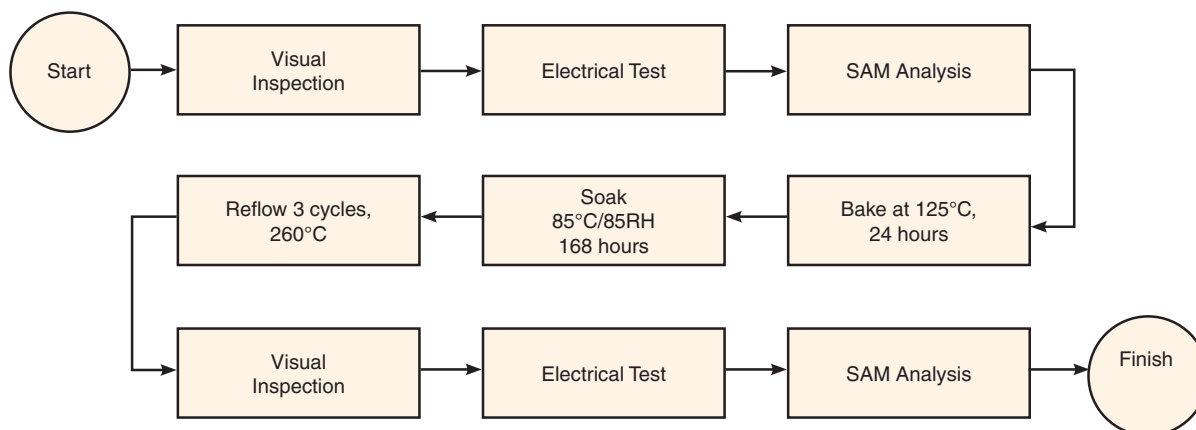 Start
Visual
Inspection
Electrical Test
SAM Analysis
Bake at 125°C,
24 hours
Soak
85°C/85RH
168 hours
Reflow 3 cycles,
260°C
Visual
Inspection
Electrical Test
SAM Analysis
Finish